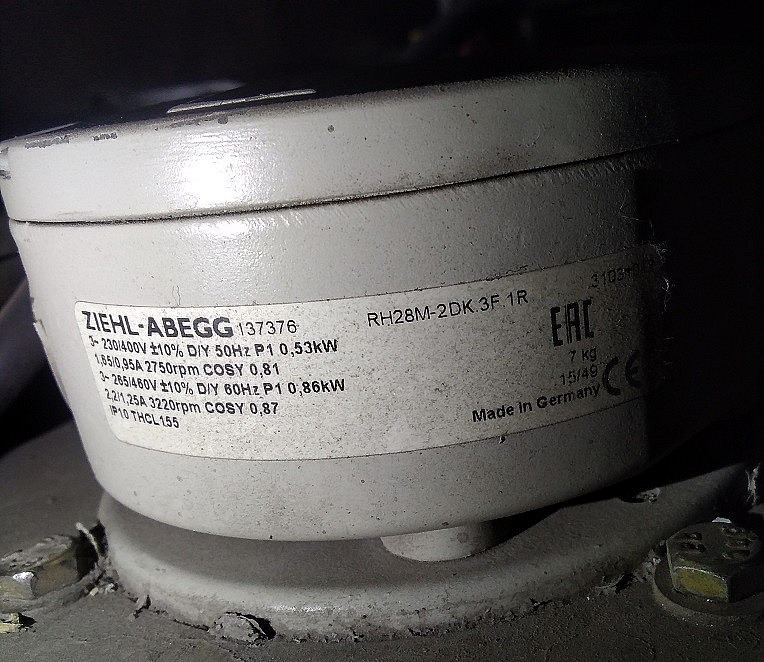 ZIEHL-ABEGG 137376
3~ 230/400V ±10% D/Y 50Hz P1 0,53kW
1,65/0,95A 2750rpm COSY 0,81
3~ 265/460V ±10% D/Y 60Hz P1 0,86kW
2,2/1,25A 3220rpm COSY 0,87
IP10 THCL155
RH28M-2DK.3F.1R
EAC
7 kg
15/49
CE
Made in Germany